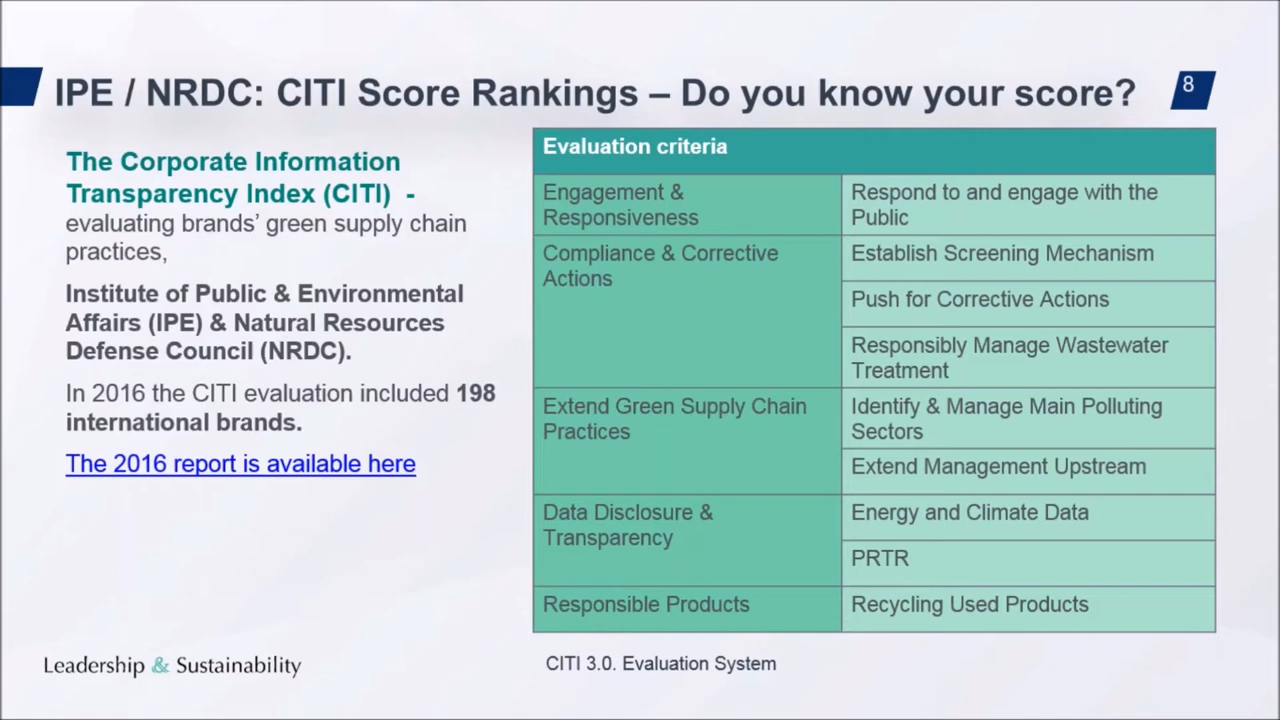 IPE / NRDC: CITI Score Rankings – Do you know your score?
8
The Corporate Information
Transparency Index (CITI)  -
evaluating brands’ green supply chain
practices,
Institute of Public & Environmental
Affairs (IPE) & Natural Resources
Defense Council (NRDC).
In 2016 the CITI evaluation included 198
international brands.
The 2016 report is available here
Evaluation criteria
Engagement &
Responsiveness
Respond to and engage with the
Public
Compliance & Corrective
Actions
Establish Screening Mechanism
Push for Corrective Actions
Responsibly Manage Wastewater
Treatment
Extend Green Supply Chain
Practices
Identify & Manage Main Polluting
Sectors
Extend Management Upstream
Data Disclosure &
Transparency
Energy and Climate Data
PRTR
Responsible Products
Recycling Used Products
Leadership & Sustainability
CITI 3.0. Evaluation System